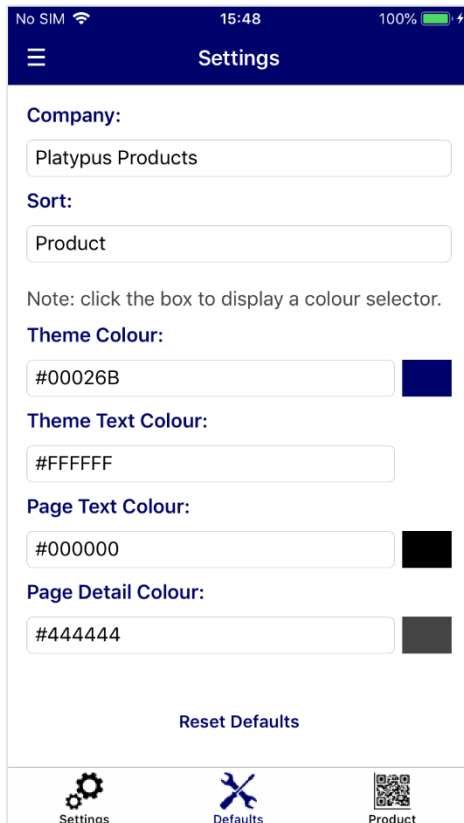 No SIM 15:48 100%
Settings
Company:
Platypus Products
Sort:
Product
Note: click the box to display a colour selector.
Theme Colour:
#00026B
Theme Text Colour:
#FFFFFF
Page Text Colour:
#000000
Page Detail Colour:
#444444
Reset Defaults
Settings Defaults Product